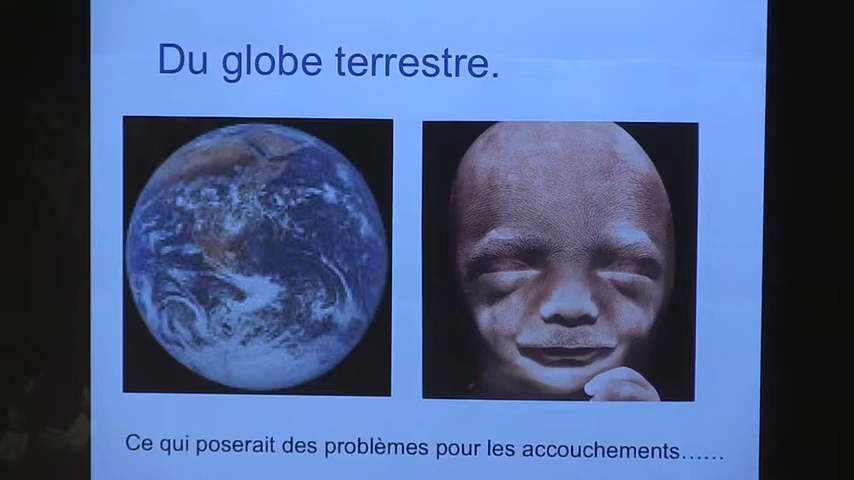 Du globe terrestre.
Ce qui poserait des problèmes pour les accouchements......